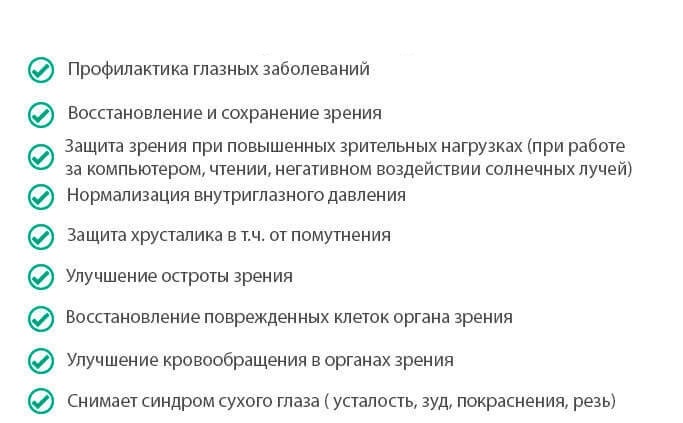 Профилактика глазных заболеваний
Восстановление и сохранение зрения
Защита зрения при повышенных зрительных нагрузках (при работе
за компьютером, чтении, негативном воздействии солнечных лучей)
Нормализация внутриглазного давления
Защита хрусталика в т.ч. от помутнения
Улучшение остроты зрения
Восстановление поврежденных клеток органа зрения
Улучшение кровообращения в органах зрения
Снимает синдром сухого глаза ( усталость, зуд, покраснения, резь)